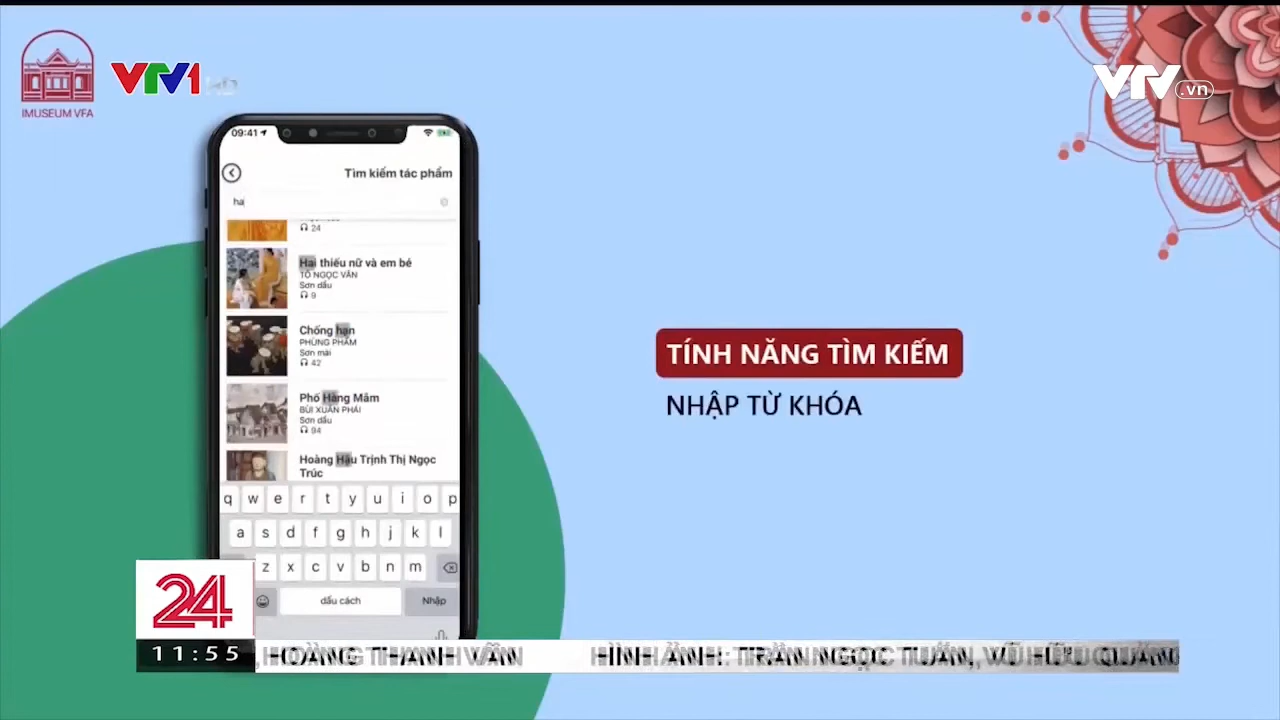 IMUSEUM VFA
VTV1 HD
VTV.vn
09:41
Tìm kiếm tác phẩm
ha
24
Hai thiếu nữ và em bé
TÔ NGỌC VÂN
Sơn dầu
9
Chống hạn
PHÙNG PHẨM
Sơn mài
42
Phố Hàng Mắm
BÙI XUÂN PHÁI
Sơn dầu
94
Hoàng Hậu Trịnh Thị Ngọc
Trúc
q w e r t y u i o p
a s d f g h j k l
z x c v b n m
dấu cách
Nhập
TÍNH NĂNG TÌM KIẾM
NHẬP TỪ KHÓA
24
11:55
, HOÀNG THANH VÂN HÌNH ẢNH: TRẦN NGỌC TUẤN, VŨ HỮU QUANG